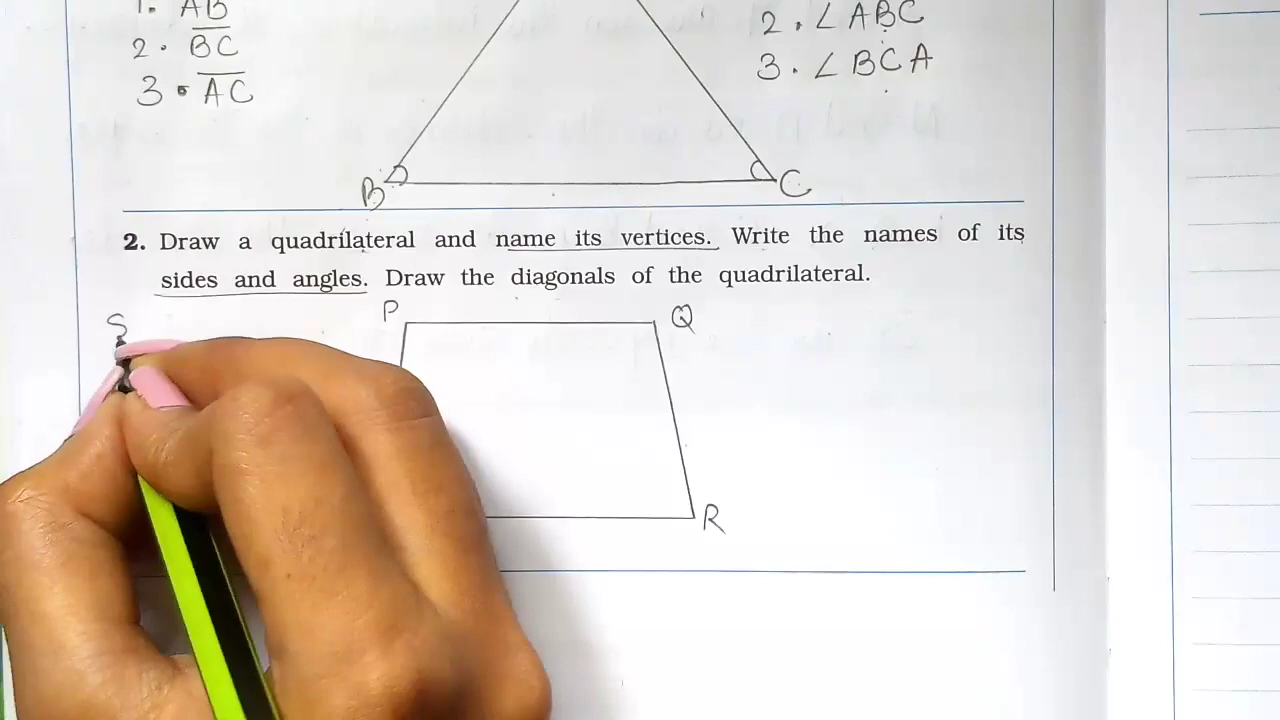 1. AB
2. BC
3. AC
2. ∠ABC
3. ∠BCA
B
C
2. Draw a quadrilateral and name its vertices. Write the names of its
sides and angles. Draw the diagonals of the quadrilateral.
S
P
Q
R